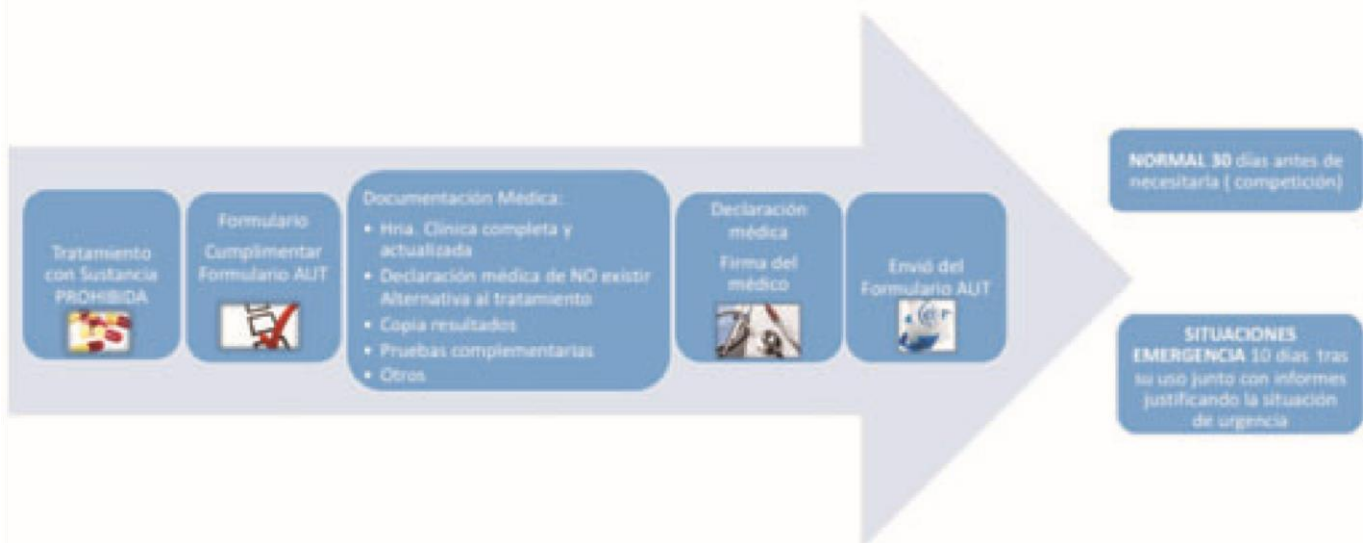 Tratamiento
con Sustancia
PROHIBIDA
Formulario
Cumplimentar
Formulario AUT
Documentación Médica:
• Hria. Clínica completa y
actualizada
• Declaración médica de NO existir
Alternativa al tratamiento
• Copia resultados
• Pruebas complementarias
• Otros
Declaración
médica
Firma del
médico
Envió del
Formulario AUT
NORMAL 30 días antes de
necesitarla ( competición)
SITUACIONES
EMERGENCIA 10 días tras
su uso junto con informes
justificando la situación
de urgencia